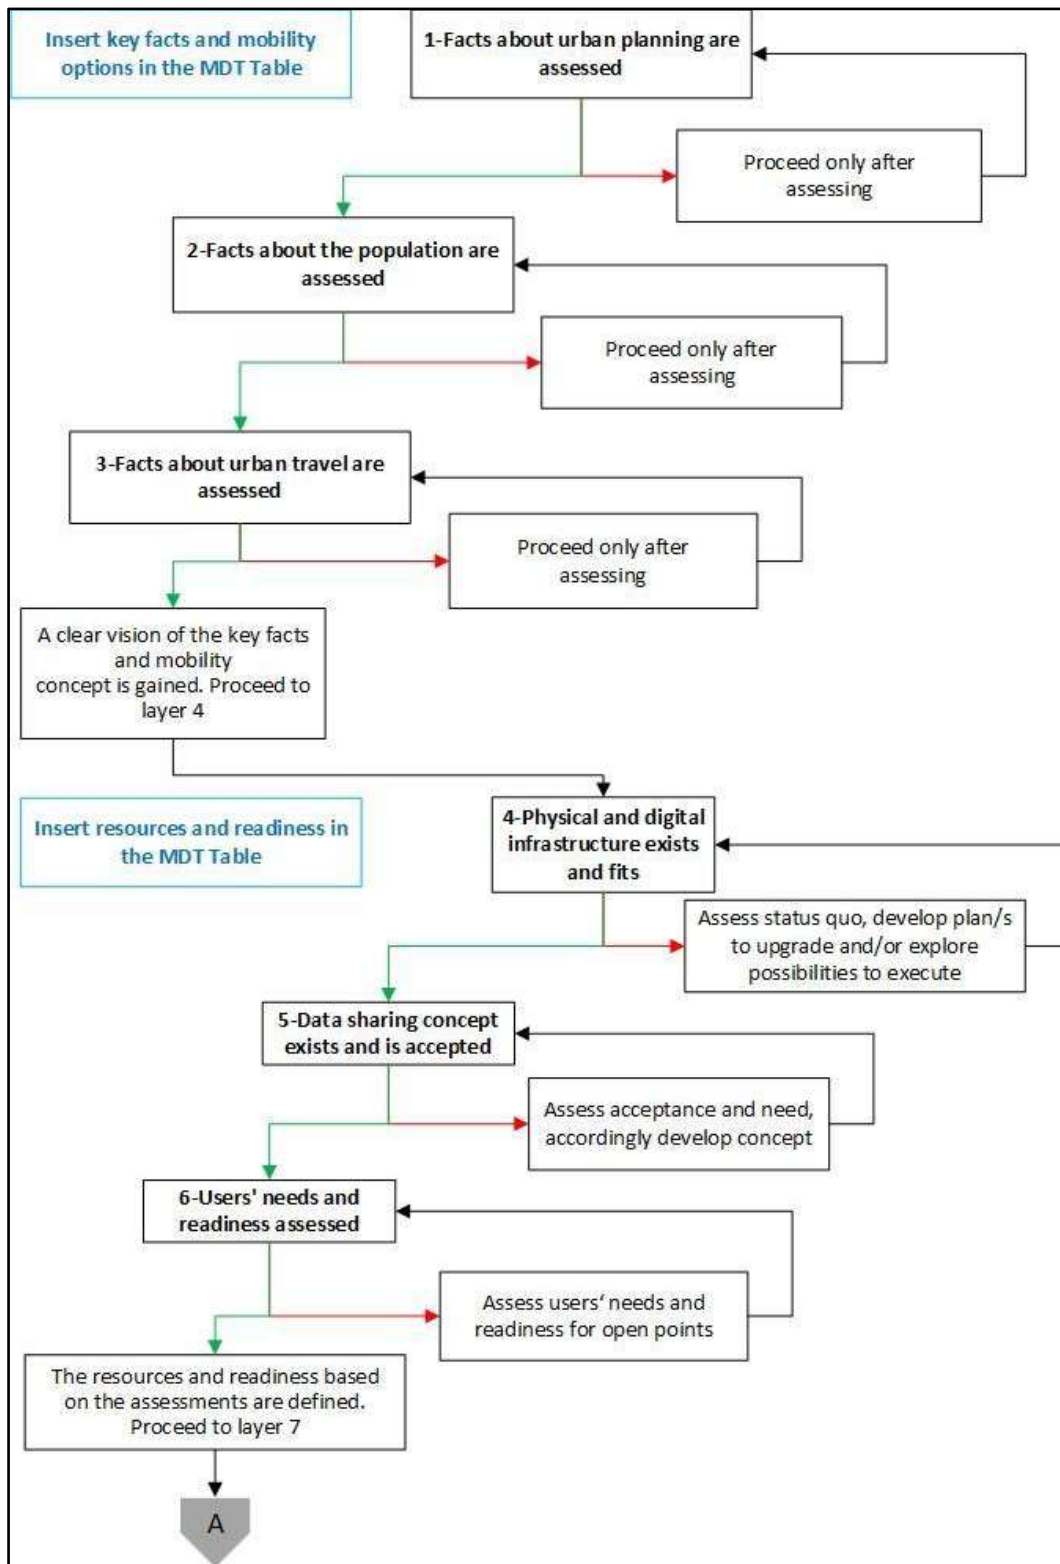 Insert key facts and mobility
options in the MDT Table
1-Facts about urban planning are
assessed
Proceed only after
assessing
2-Facts about the population are
assessed
Proceed only after
assessing
3-Facts about urban travel are
assessed
Proceed only after
assessing
A clear vision of the key facts
and mobility
concept is gained. Proceed to
layer 4
Insert resources and readiness in
the MDT Table
4-Physical and digital
infrastructure exists
and fits
Assess status quo, develop plan/s
to upgrade and/or explore
possibilities to execute
5-Data sharing concept
exists and is accepted
Assess acceptance and need,
accordingly develop concept
6-Users' needs and
readiness assessed
Assess users‘ needs and
readiness for open points
The resources and readiness based
on the assessments are defined.
Proceed to layer 7
A